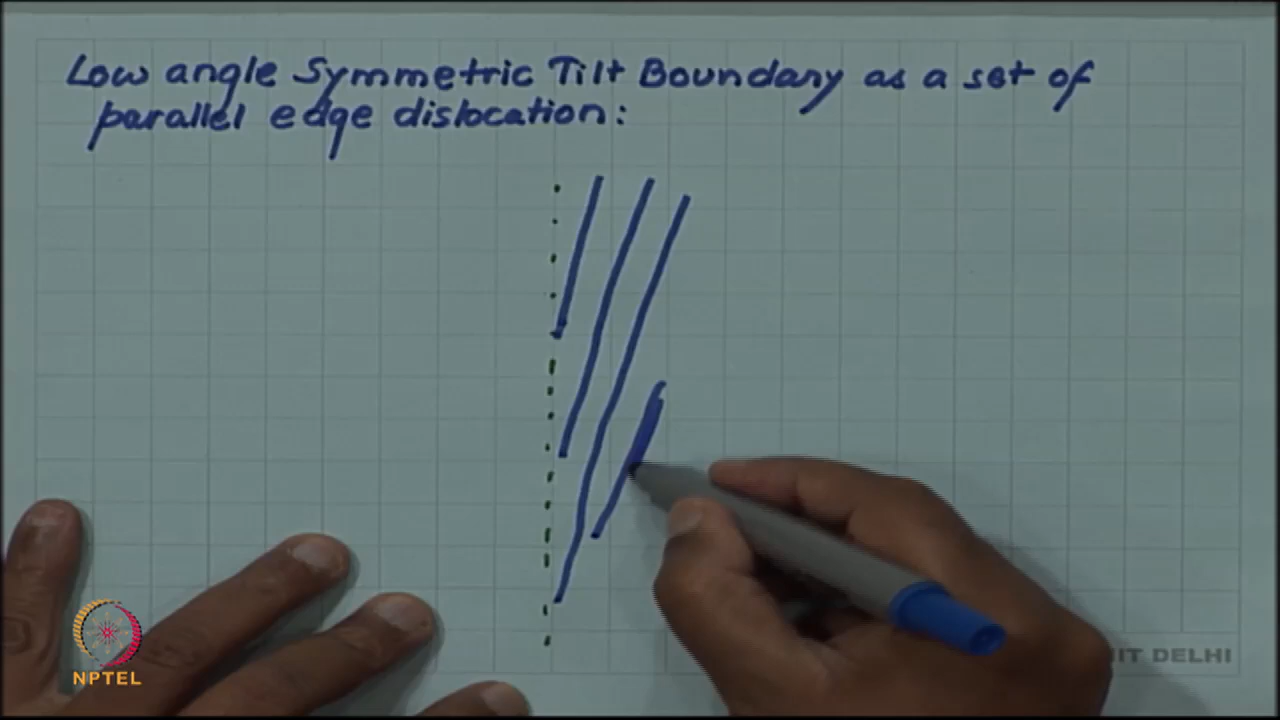 Low angle Symmetric Tilt Boundary as a set of
parallel edge dislocation:
NPTEL
IIT DELHI